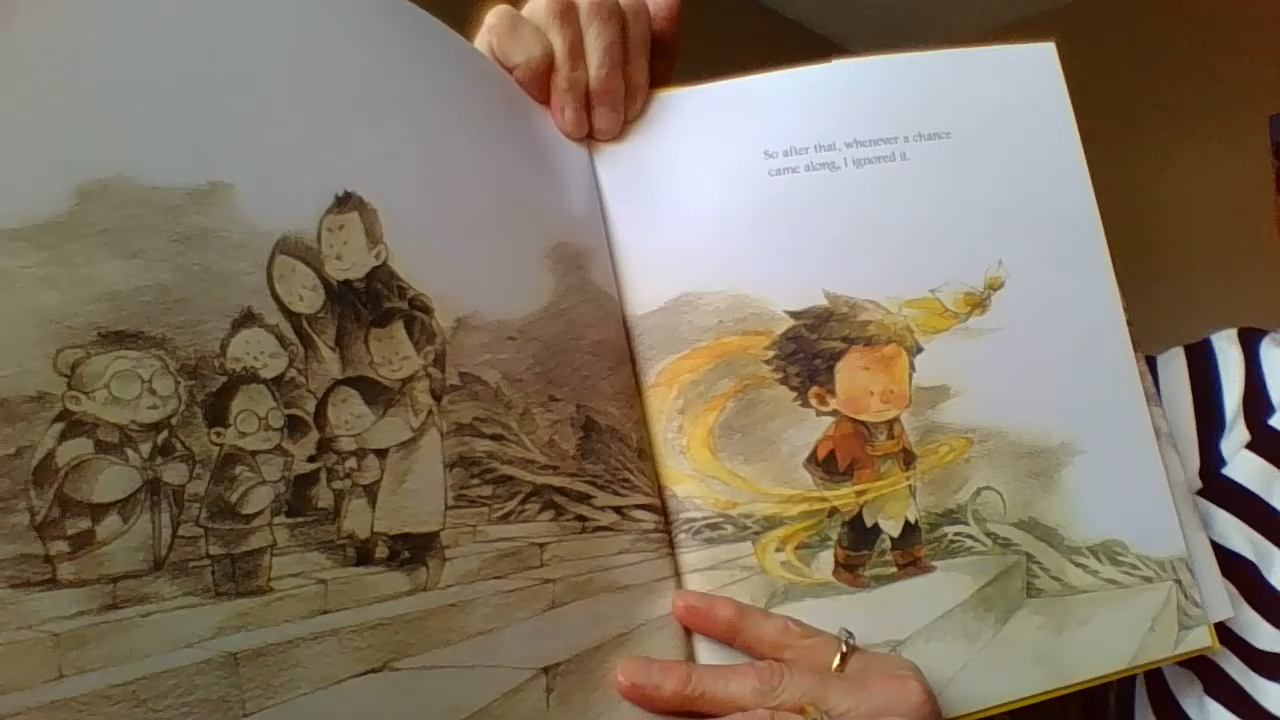 So after that, whenever a chance
came along, I ignored it.